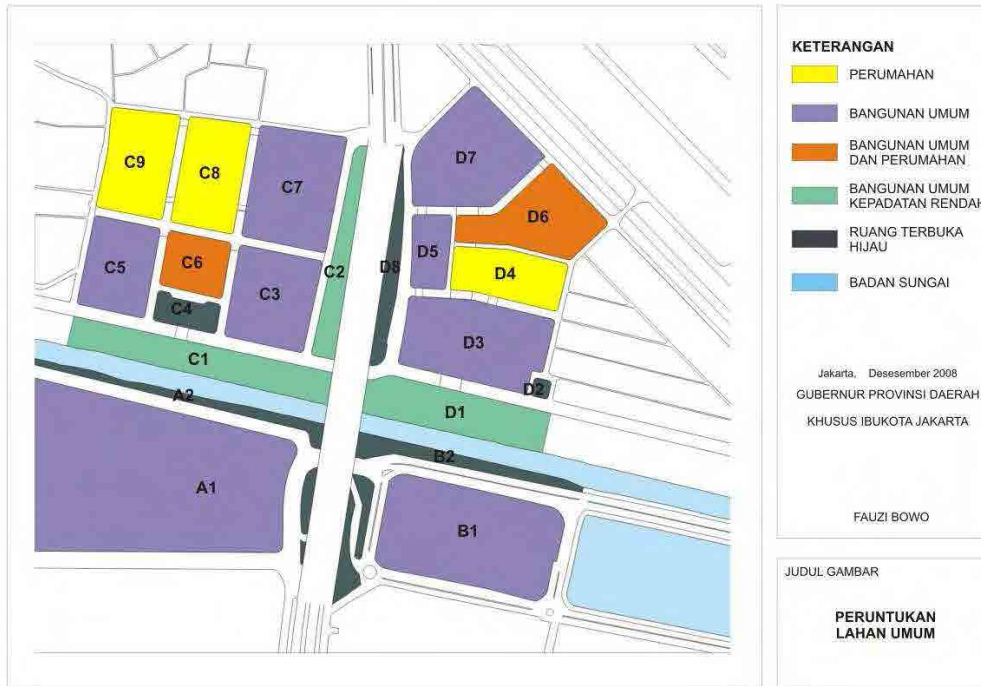 D7
C9
C8
C7
D6
C5
C6
C3
C2
D8
D5
D4
C4
D3
C1
A2
D2
D1
B2
A1
B1
KETERANGAN
PERUMAHAN
BANGUNAN UMUM
BANGUNAN UMUM
DAN PERUMAHAN
BANGUNAN UMUM
KEPADATAN RENDAH
RUANG TERBUKA
HIJAU
BADAN SUNGAI
Jakarta, Desesember 2008
GUBERNUR PROVINSI DAERAH
KHUSUS IBUKOTA JAKARTA
FAUZI BOWO
JUDUL GAMBAR
PERUNTUKAN
LAHAN UMUM